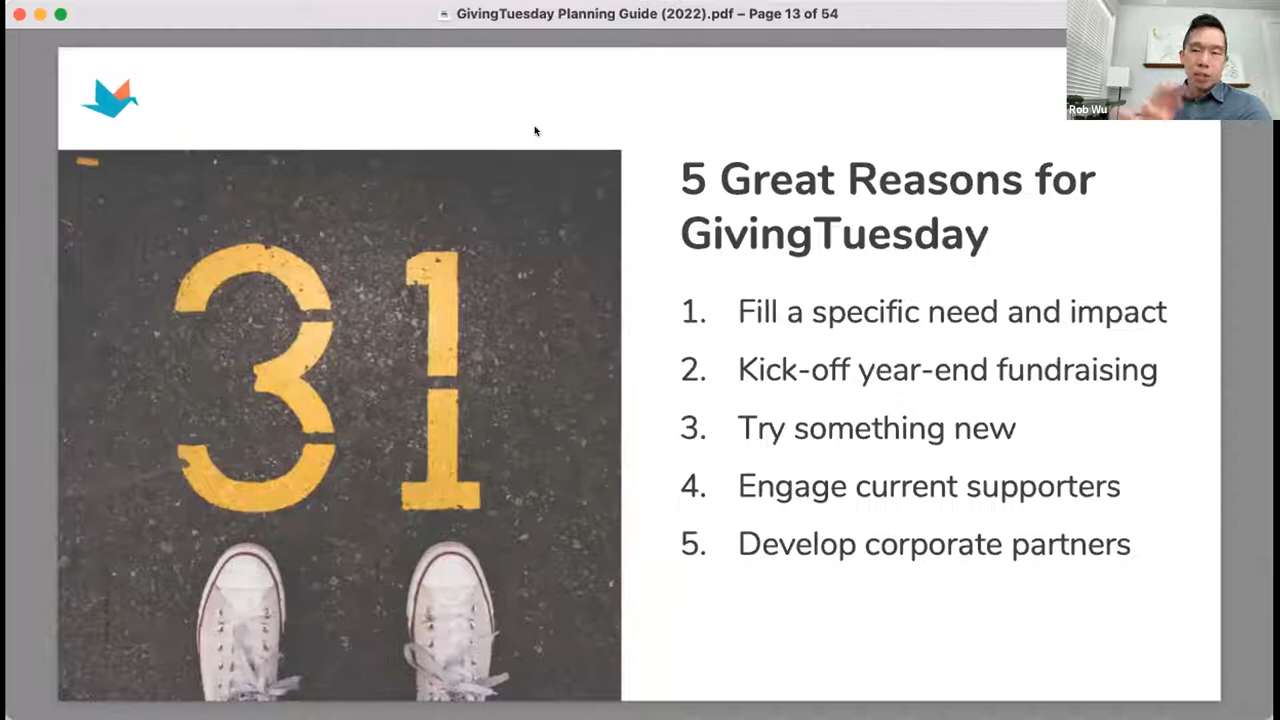 GivingTuesday Planning Guide (2022).pdf – Page 13 of 54
Rob Wu
31
5 Great Reasons for
GivingTuesday
1. Fill a specific need and impact
2. Kick-off year-end fundraising
3. Try something new
4. Engage current supporters
5. Develop corporate partners